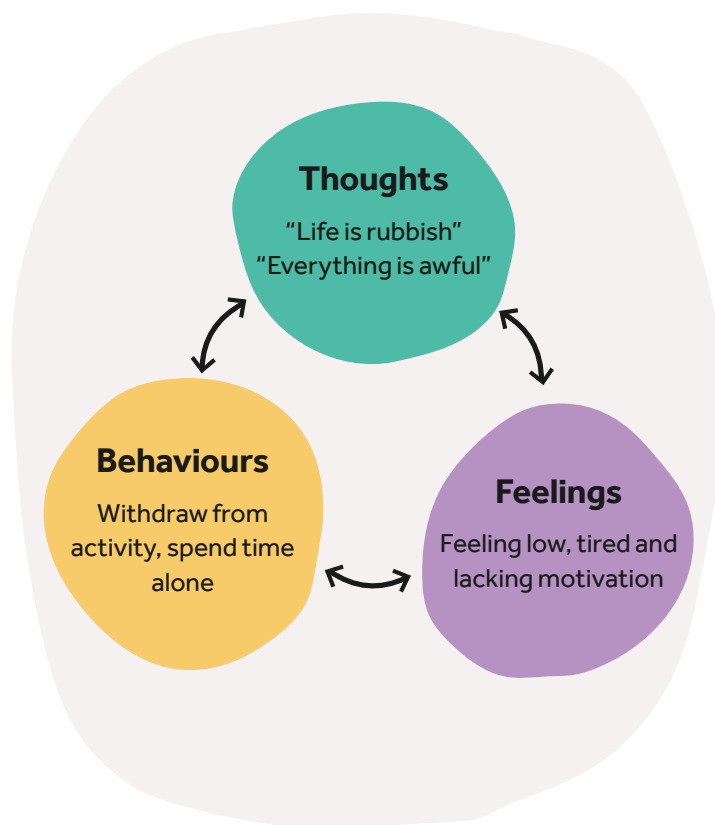 Thoughts
“Life is rubbish”
“Everything is awful”
Behaviours
Withdraw from
activity, spend time
alone
Feelings
Feeling low, tired and
lacking motivation